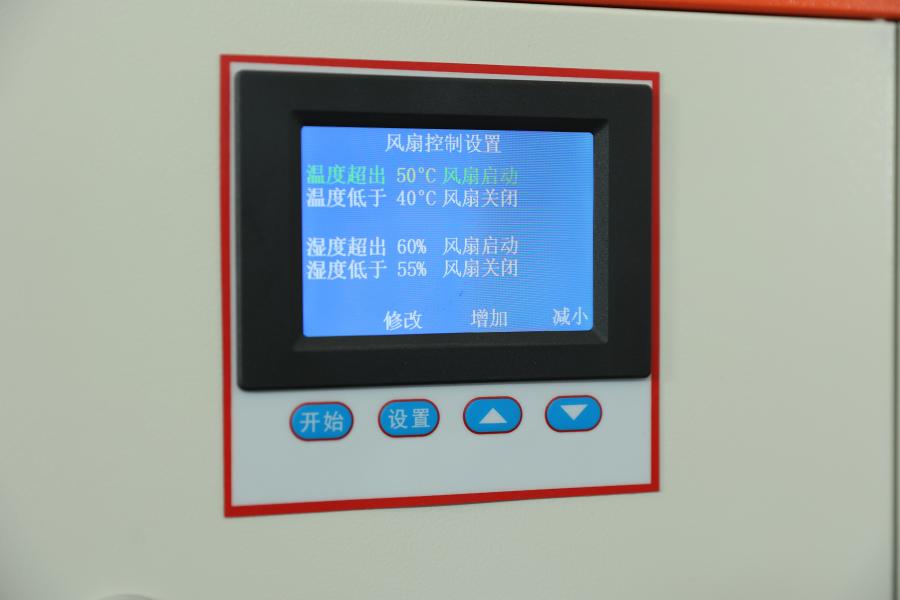 风扇控制设置
温度超出 50°C 风扇启动
温度低于 40°C 风扇关闭
湿度超出 60% 风扇启动
湿度低于 55% 风扇关闭
修改 增加 减小
开始 设置